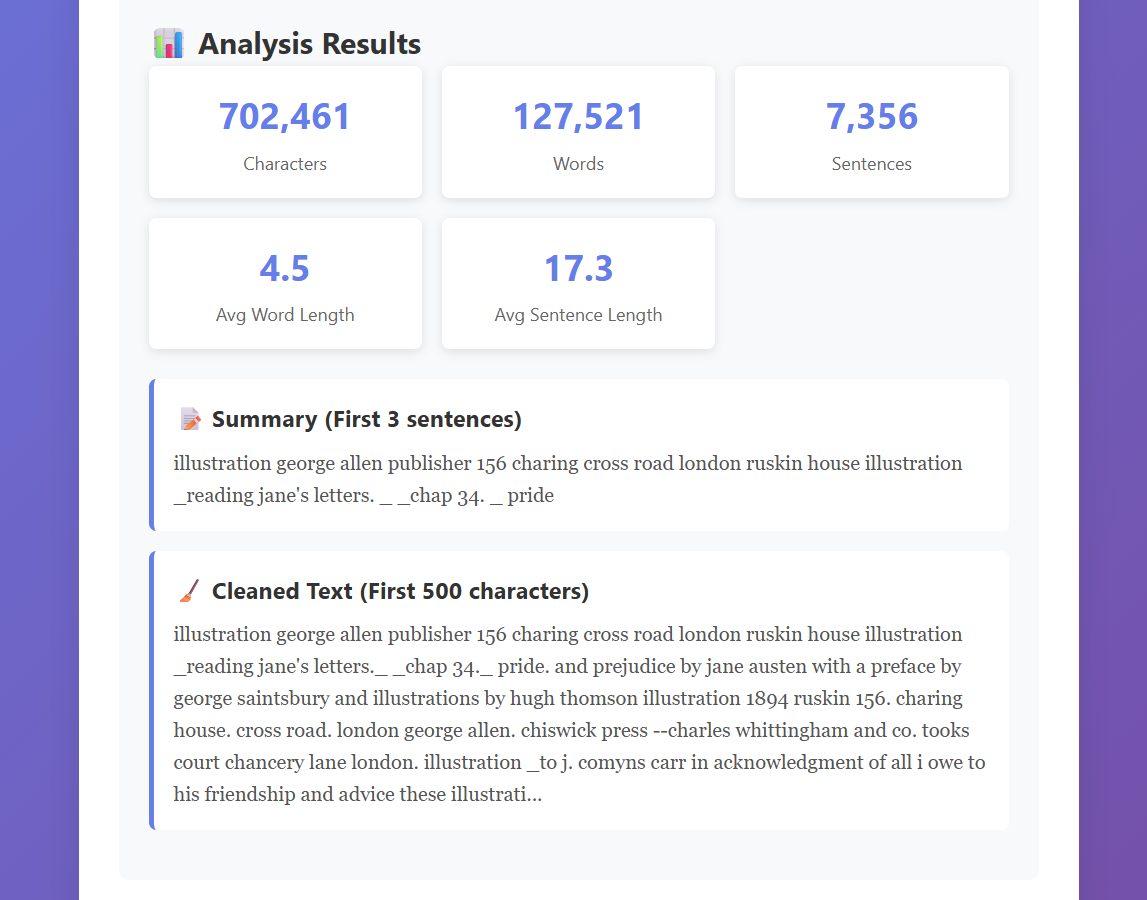 Analysis Results
702,461
Characters
127,521
Words
7,356
Sentences
4.5
Avg Word Length
17.3
Avg Sentence Length
Summary (First 3 sentences)
illustration george allen publisher 156 charing cross road london ruskin house illustration
_reading jane's letters. _ _chap 34. _ pride
Cleaned Text (First 500 characters)
illustration george allen publisher 156 charing cross road london ruskin house illustration
_reading jane's letters._ _chap 34._ pride. and prejudice by jane austen with a preface by
george saintsbury and illustrations by hugh thomson illustration 1894 ruskin 156. charing
house. cross road. london george allen. chiswick press --charles whittingham and co. tooks
court chancery lane london. illustration _to j. comyns carr in acknowledgment of all i owe to
his friendship and advice these illustrati...